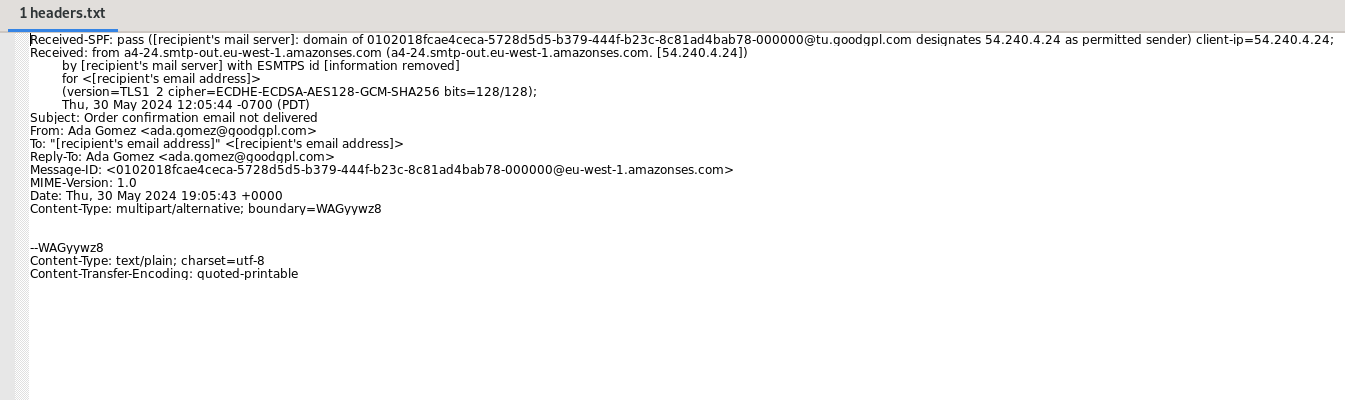 1 headers.txt
Received-SPF: pass ([recipient's mail server]: domain of 0102018fcae4ceca-5728d5d5-b379-444f-b23c-8c81ad4bab78-000000@tu.goodgpl.com designates 54.240.4.24 as permitted sender) client-ip=54.240.4.24;
Received: from a4-24.smtp-out.eu-west-1.amazonses.com (a4-24.smtp-out.eu-west-1.amazonses.com. [54.240.4.24])
by [recipient's mail server] with ESMTPS id [information removed]
for <[recipient's email address]>
(version=TLS1_2 cipher=ECDHE-ECDSA-AES128-GCM-SHA256 bits=128/128);
Thu, 30 May 2024 12:05:44 -0700 (PDT)
Subject: Order confirmation email not delivered
From: Ada Gomez <ada.gomez@goodgpl.com>
To: "[recipient's email address]" <[recipient's email address]>
Reply-To: Ada Gomez <ada.gomez@goodgpl.com>
Message-ID: <0102018fcae4ceca-5728d5d5-b379-444f-b23c-8c81ad4bab78-000000@eu-west-1.amazonses.com>
MIME-Version: 1.0
Date: Thu, 30 May 2024 19:05:43 +0000
Content-Type: multipart/alternative; boundary=WAGyywz8
--WAGyywz8
Content-Type: text/plain; charset=utf-8
Content-Transfer-Encoding: quoted-printable